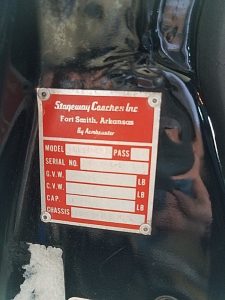 Stageway Coaches Inc
Fort Smith, Arkansas
By Armbruster
MODEL PASS
SERIAL NO.
G.V.W. LB
C.V.W. LB
CAP. LB
CHASSIS